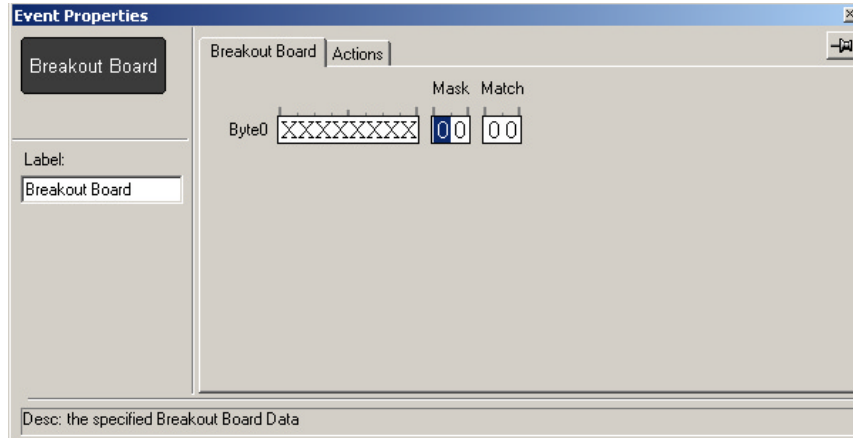 Event Properties
Breakout Board
Breakout Board Actions
Mask Match
Byte0 XXXXXXXX 00 00
Label:
Breakout Board
Desc: the specified Breakout Board Data